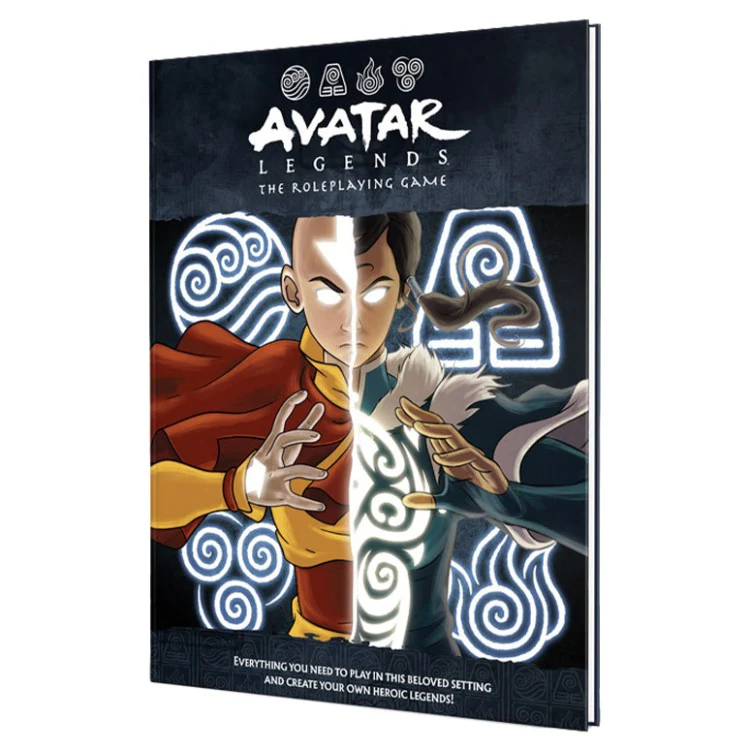 AVATAR
LEGENDS
THE ROLEPLAYING GAME
EVERYTHING YOU NEED TO PLAY IN THIS BELOVED SETTING
AND CREATE YOUR OWN HEROIC LEGENDS!